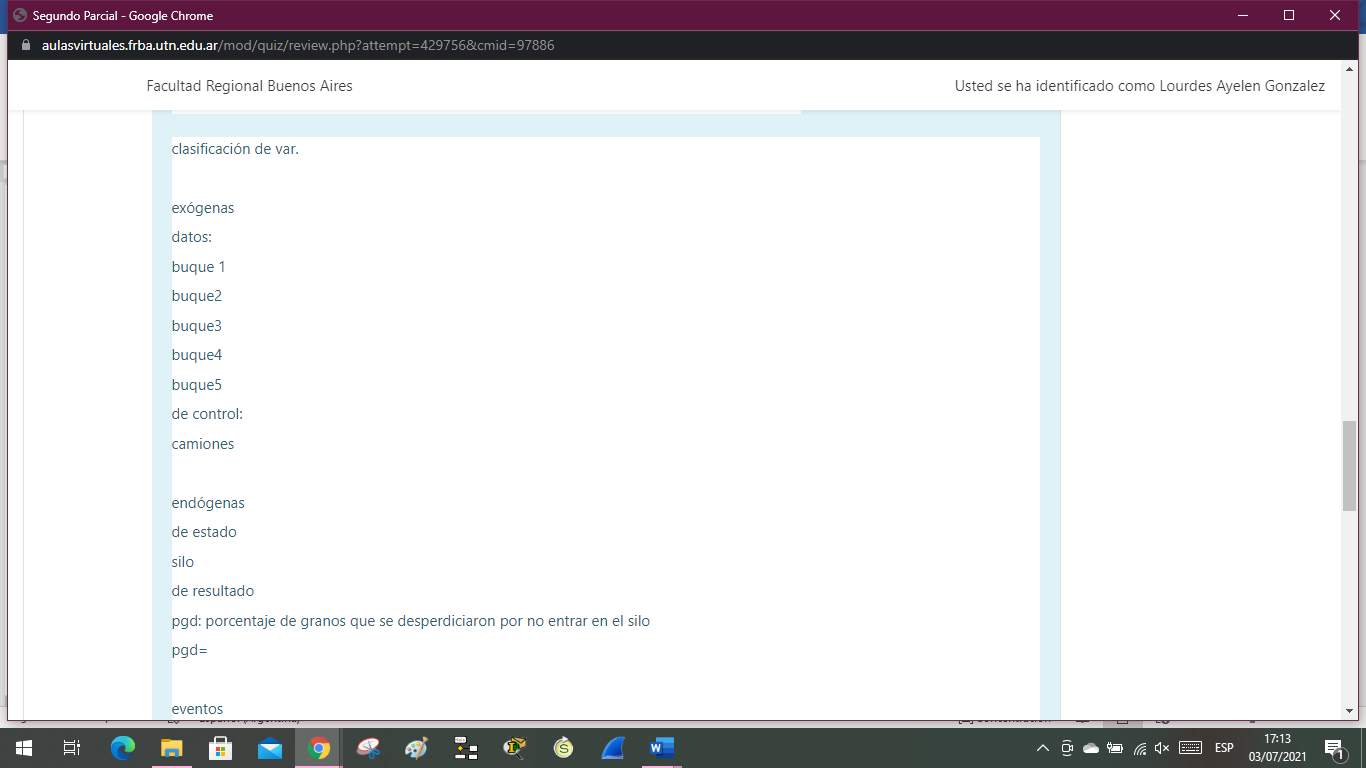 Segundo Parcial - Google Chrome
aulasvirtuales.frba.utn.edu.ar/mod/quiz/review.php?attempt=429756&cmid=97886
Facultad Regional Buenos Aires
Usted se ha identificado como Lourdes Ayelen Gonzalez
clasificación de var.
exógenas
datos:
buque 1
buque2
buque3
buque4
buque5
de control:
camiones
endógenas
de estado
silo
de resultado
pgd: porcentaje de granos que se desperdiciaron por no entrar en el silo
pgd=
eventos
ESP
17:13
03/07/2021
1